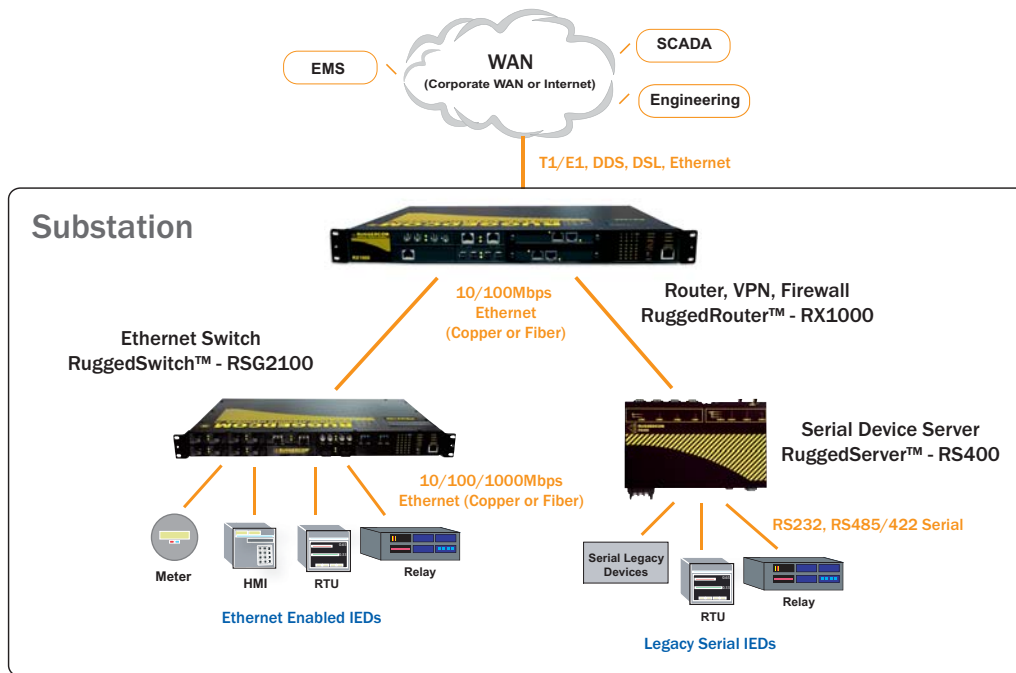 WAN
(Corporate WAN or Internet)
EMS
SCADA
Engineering
T1/E1, DDS, DSL, Ethernet
Substation
RUGGEDCOM
RX1000
10/100Mbps
Ethernet
(Copper or Fiber)
Router, VPN, Firewall
RuggedRouter™ - RX1000
Ethernet Switch
RuggedSwitch™ - RSG2100
RUGGEDCOM
Serial Device Server
RuggedServer™ - RS400
10/100/1000Mbps
Ethernet (Copper or Fiber)
RS232, RS485/422 Serial
Meter
HMI
RTU
Relay
Serial Legacy
Devices
RTU
Relay
Ethernet Enabled IEDs
Legacy Serial IEDs